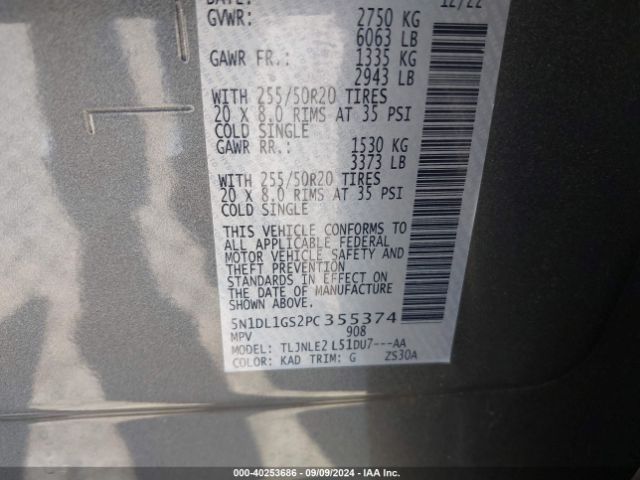 DATE: 12/22
GVWR: 2750 KG
6063 LB
GAWR FR.: 1335 KG
2943 LB
WITH 255/50R20 TIRES
20 X 8.0 RIMS AT 35 PSI
COLD SINGLE
GAWR RR.: 1530 KG
3373 LB
WITH 255/50R20 TIRES
20 X 8.0 RIMS AT 35 PSI
COLD SINGLE
THIS VEHICLE CONFORMS TO
ALL APPLICABLE FEDERAL
MOTOR VEHICLE SAFETY AND
THEFT PREVENTION
STANDARDS IN EFFECT ON
THE DATE OF MANUFACTURE
SHOWN ABOVE.
5N1DL1GS2PC355374
MPV 908
MODEL: TLJNLE2 L51DU7---AA
COLOR: KAD TRIM: G ZS30A
000-40253686 - 09/09/2024 - IAA Inc.